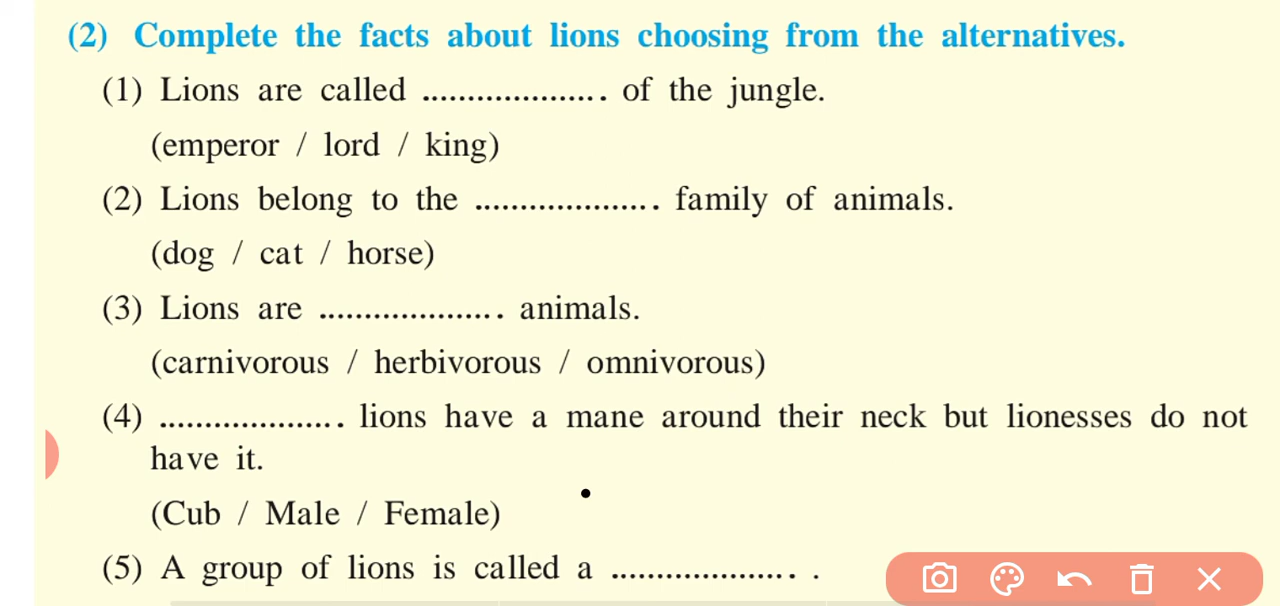 (2) Complete the facts about lions choosing from the alternatives.
(1) Lions are called .................... of the jungle.
(emperor / lord / king)
(2) Lions belong to the .................... family of animals.
(dog / cat / horse)
(3) Lions are .................... animals.
(carnivorous / herbivorous / omnivorous)
(4) .................... lions have a mane around their neck but lionesses do not
have it.
(Cub / Male / Female)
(5) A group of lions is called a .................... .